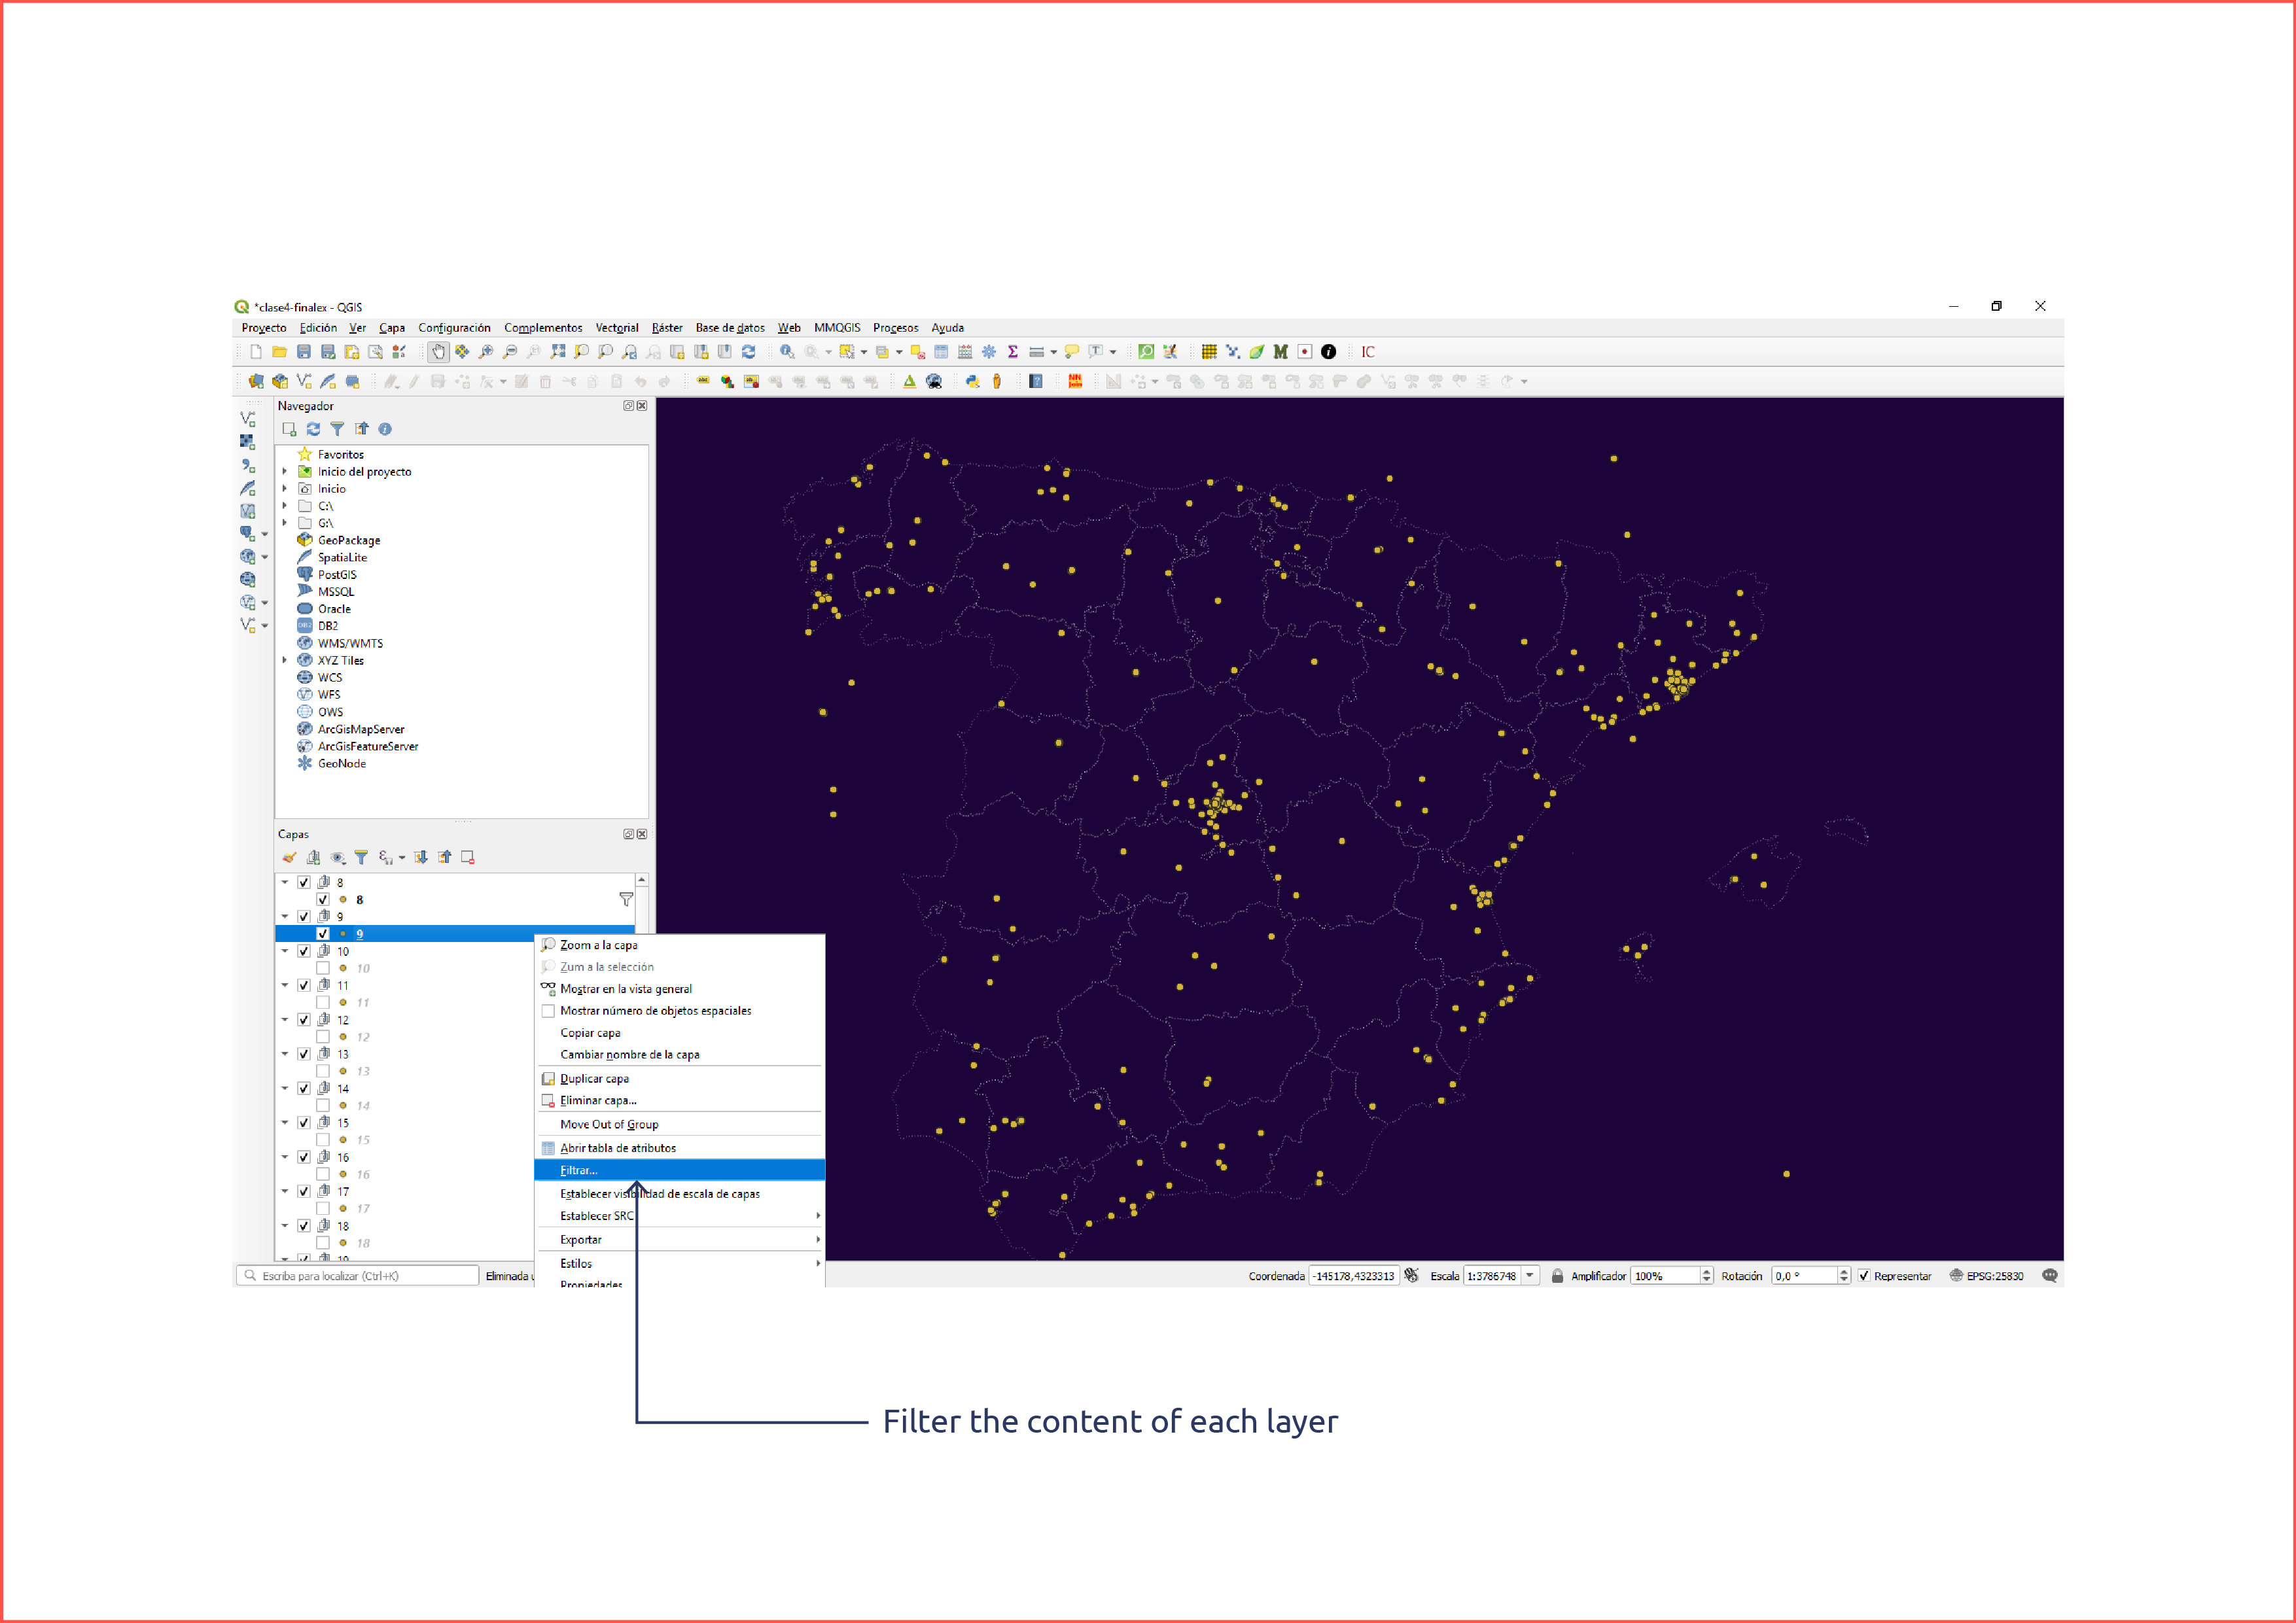 *clase4-finalex - QGIS
Proyecto Edición Ver Capa Configuración Complementos Vectorial Ráster Base de datos Web MMQGIS Procesos Ayuda
Σ T M IC
NN join
Navegador
Favoritos
Inicio del proyecto
Inicio
C:\
G:\
GeoPackage
SpatiaLite
PostGIS
MSSQL
Oracle
DB2
WMS/WMTS
XYZ Tiles
WCS
WFS
OWS
ArcGisMapServer
ArcGisFeatureServer
GeoNode
Capas
8
8
9
9
10
10
11
11
12
12
13
13
14
14
15
15
16
16
17
17
18
18
19
Zoom a la capa
Zum a la selección
Mostrar en la vista general
Mostrar número de objetos espaciales
Copiar capa
Cambiar nombre de la capa
Duplicar capa
Eliminar capa...
Move Out of Group
Abrir tabla de atributos
Filtrar...
Establecer visibilidad de escala de capas
Establecer SRC
Exportar
Estilos
Propiedades
Escriba para localizar (Ctrl+K) Eliminada Coordenada -145178,4323313 Escala 1:3786748 Amplificador 100% Rotación 0,0 ° Representar EPSG:25830
Filter the content of each layer